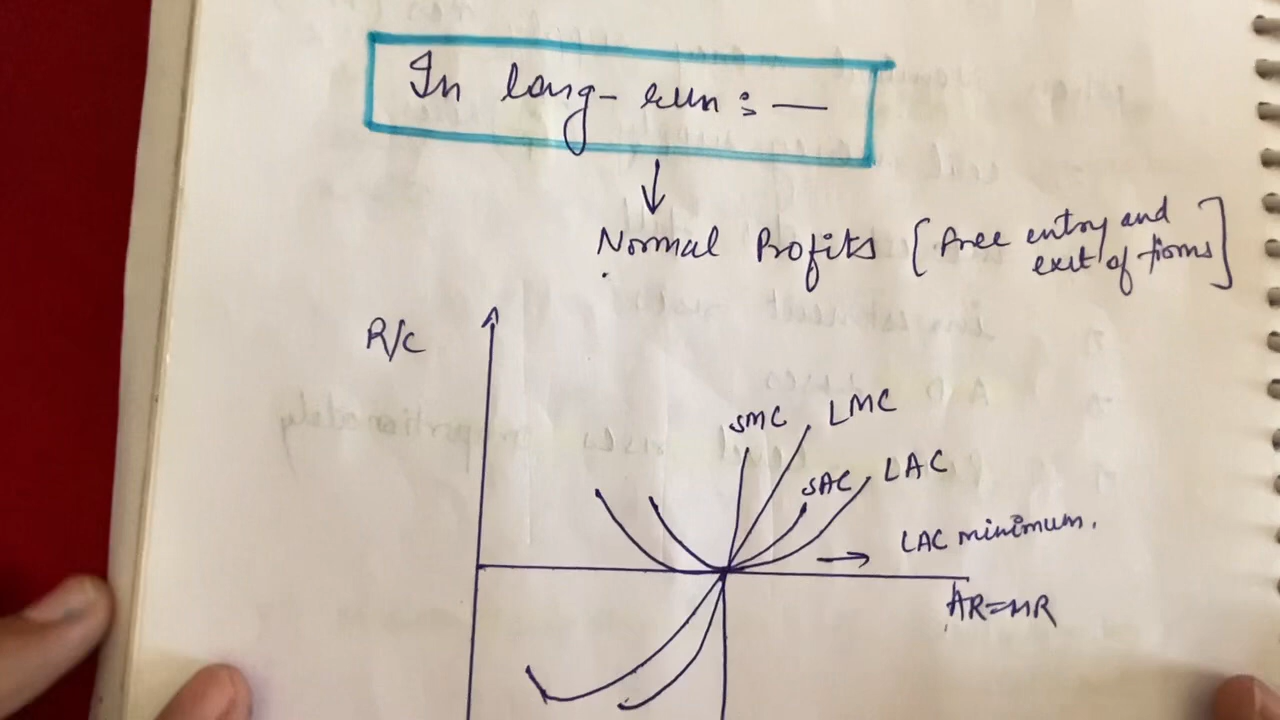 In long-run :—
Normal Profits [Free entry and
exit of firms]
R/C
SMC
LMC
SAC
LAC
LAC minimum.
AR=MR